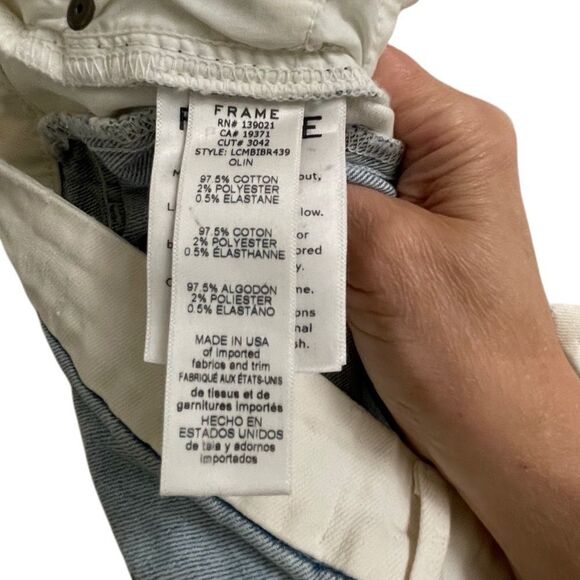 FRAME
RN# 139021
CA# 19371
CUT# 3042
STYLE: LCMBIBR439
OLIN
97.5% COTTON
2% POLYESTER
0.5% ELASTANE
97.5% COTON
2% POLYESTER
0.5% ELASTHANNE
97.5% ALGODÓN
2% POLIESTER
0.5% ELASTANO
MADE IN USA
of imported
fabrics and trim
FABRIQUÉ AUX ÉTATS-UNIS
de tissus et de
garnitures importés
HECHO EN
ESTADOS UNIDOS
de tela y adornos
importados